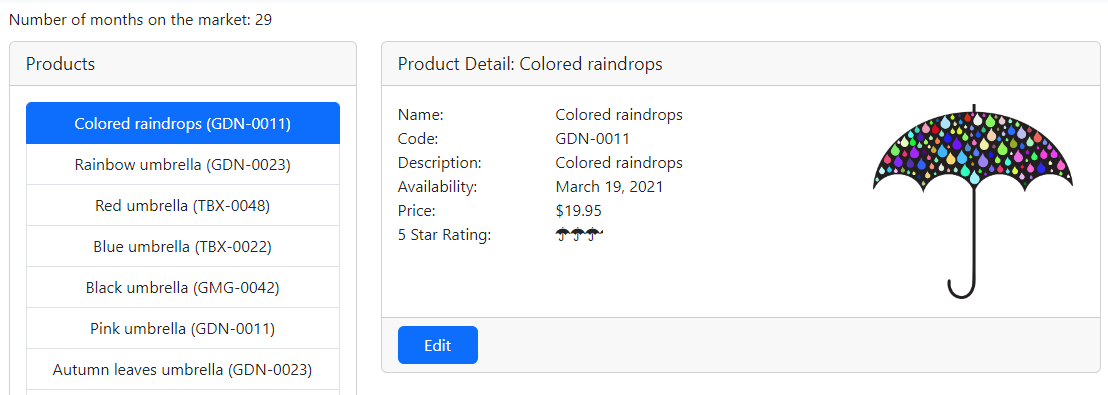 Number of months on the market: 29
Products
Colored raindrops (GDN-0011)
Rainbow umbrella (GDN-0023)
Red umbrella (TBX-0048)
Blue umbrella (TBX-0022)
Black umbrella (GMG-0042)
Pink umbrella (GDN-0011)
Autumn leaves umbrella (GDN-0023)
Product Detail: Colored raindrops
Name: Colored raindrops
Code: GDN-0011
Description: Colored raindrops
Availability: March 19, 2021
Price: $19.95
5 Star Rating:
Edit